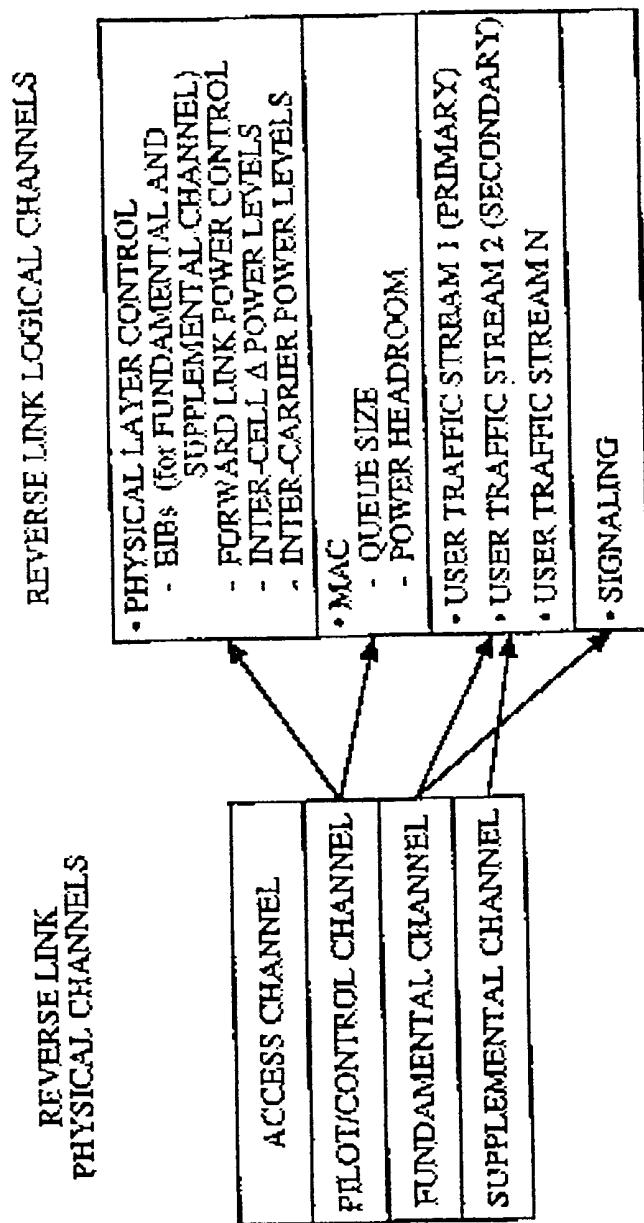 REVERSE LINK
PHYSICAL CHANNELS
ACCESS CHANNEL
PILOT/CONTROL CHANNEL
FUNDAMENTAL CHANNEL
SUPPLEMENTAL CHANNEL
REVERSE LINK LOGICAL CHANNELS
• PHYSICAL LAYER CONTROL
- EIBs (for FUNDAMENTAL AND
SUPPLEMENTAL CHANNEL)
- FORWARD LINK POWER CONTROL
- INTER-CELL Δ POWER LEVELS
- INTER-CARRIER POWER LEVELS
• MAC
- QUEUE SIZE
- POWER HEADROOM
• USER TRAFFIC STREAM 1 (PRIMARY)
• USER TRAFFIC STREAM 2 (SECONDARY)
• USER TRAFFIC STREAM N
• SIGNALING